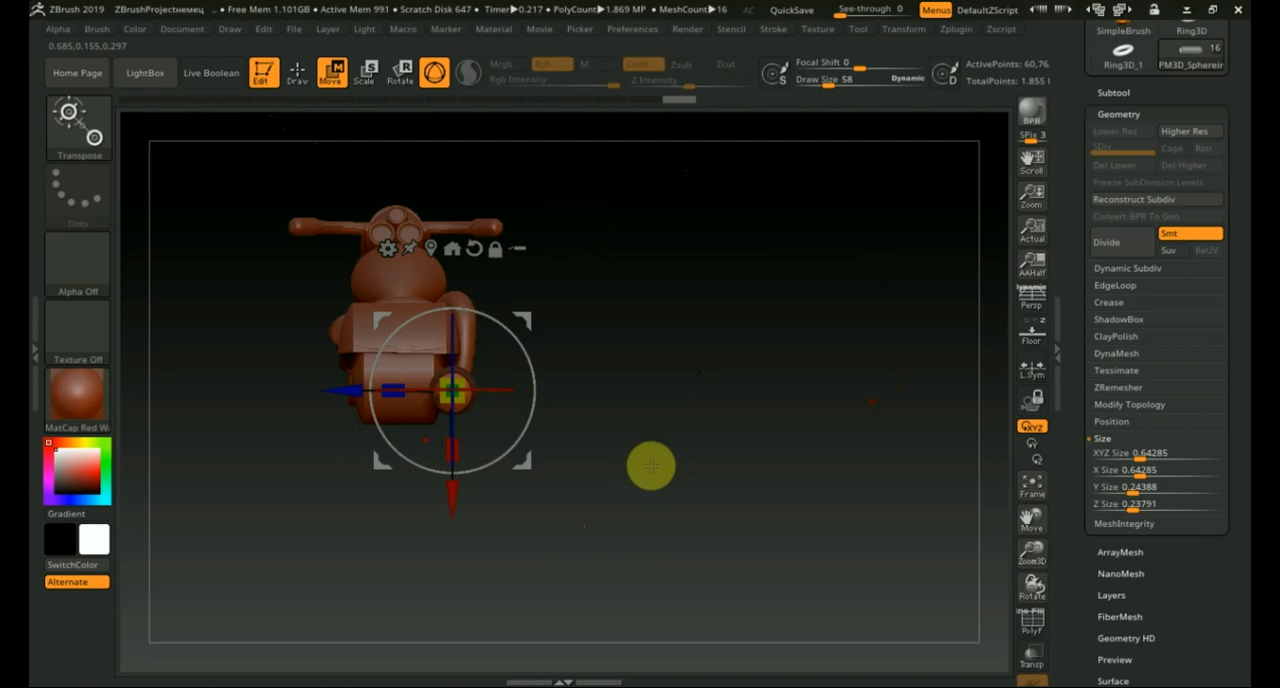 ZBrush 2019 ZBrushProjectнемец .. • Free Mem 1.101GB • Active Mem 991 • Scratch Disk 647 • Timer▶0.217 • PolyCount▶1.869 MP • MeshCount▶16 AC QuickSave See-through 0 Menus DefaultZScript
Alpha Brush Color Document Draw Edit File Layer Light Macro Marker Material Movie Picker Preferences Render Stencil Stroke Texture Tool Transform Zplugin Zscript
0.685,0.155,0.297
Home Page LightBox Live Boolean Edit Draw Move Scale Rotate
Mrgb Rgb M Zadd Zsub Zcut
Rgb Intensity Z Intensity
S Focal Shift 0
Draw Size 58 Dynamic
D ActivePoints: 60,76
TotalPoints: 1.855
Transpose
Dots
Alpha Off
Texture Off
MatCap Red W
Gradient
SwitchColor
Alternate
BPR
SPix 3
Scroll
Zoom
Actual
AAHalf
Dynamic
Persp
Floor
L.Sym
XYZ
Frame
Move
Zoom3D
Rotate
PolyF
Transp
SimpleBrush Ring3D
16
Ring3D_1 PM3D_Spherein
Subtool
Geometry
Lower Res Higher Res
SDiv Cage Rstr
Del Lower Del Higher
Freeze SubDivision Levels
Reconstruct Subdiv
Convert BPR To Geo
Divide Smt
Suv ReUV
Dynamic Subdiv
EdgeLoop
Crease
ShadowBox
ClayPolish
DynaMesh
Tessimate
ZRemesher
Modify Topology
Position
Size
XYZ Size 0.64285
X Size 0.64285
Y Size 0.24388
Z Size 0.23791
MeshIntegrity
ArrayMesh
NanoMesh
Layers
FiberMesh
Geometry HD
Preview
Surface